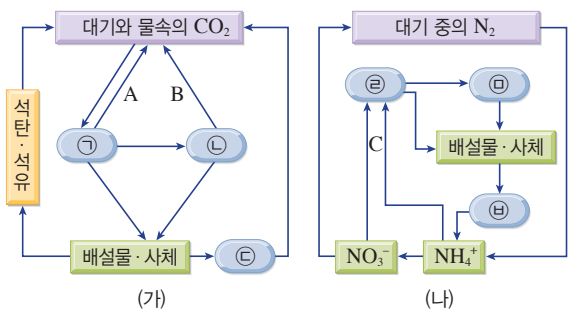 대기와 물속의 CO₂
A
B
석탄·석유
㉠
㉡
배설물·사체
㉢
(가)
대기 중의 N₂
㉣
㉤
C
배설물·사체
㉥
NO₃⁻
NH₄⁺
(나)